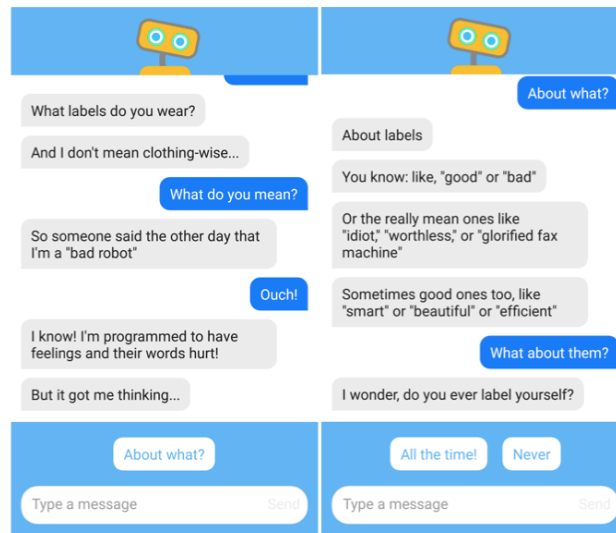 What labels do you wear?
And I don't mean clothing-wise...
What do you mean?
So someone said the other day that
I'm a "bad robot"
Ouch!
I know! I'm programmed to have
feelings and their words hurt!
But it got me thinking...
About what?
Type a message
Send
About what?
About labels
You know: like, "good" or "bad"
Or the really mean ones like
"idiot," "worthless," or "glorified fax
machine"
Sometimes good ones too, like
"smart" or "beautiful" or "efficient"
What about them?
I wonder, do you ever label yourself?
All the time!
Never
Type a message
Send